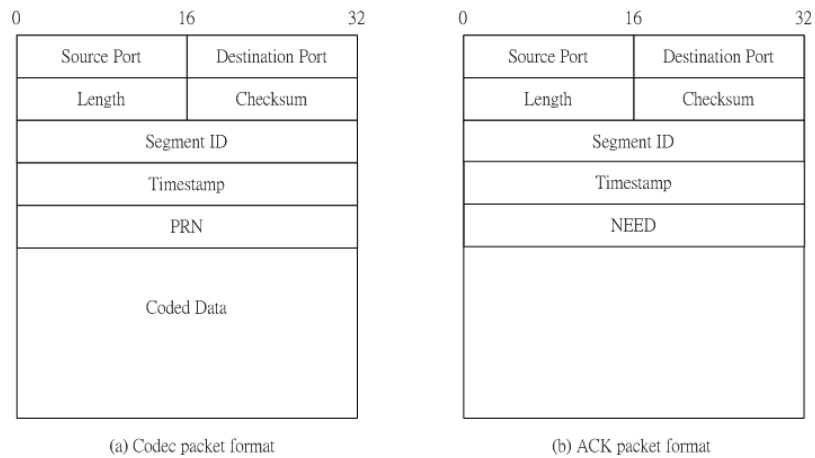 0 16 32
Source Port Destination Port
Length Checksum
Segment ID
Timestamp
PRN
Coded Data
(a) Codec packet format
0 16 32
Source Port Destination Port
Length Checksum
Segment ID
Timestamp
NEED
(b) ACK packet format